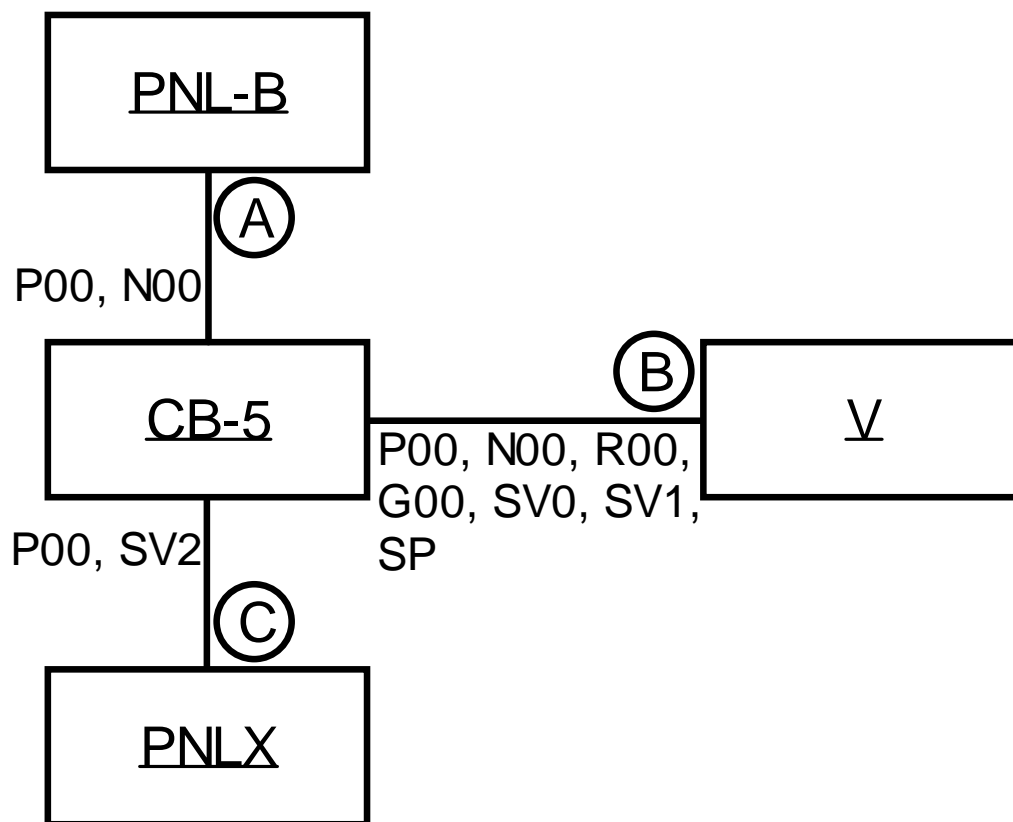 PNL-B
A
P00, N00
CB-5
B
V
P00, N00, R00,
G00, SV0, SV1,
SP
P00, SV2
C
PNLX